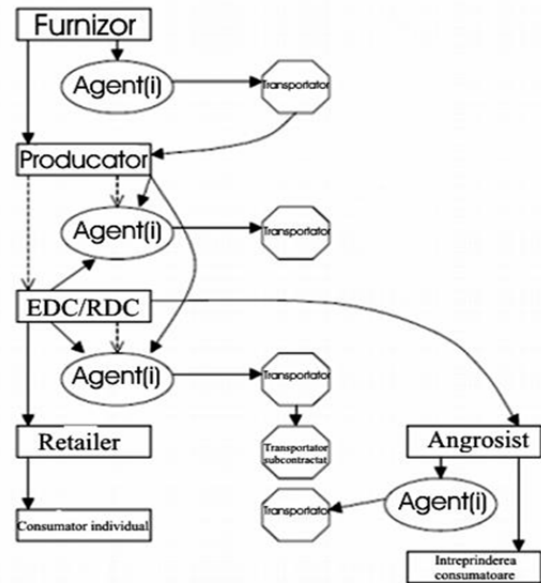 Furnizor
Agent(i)
Transportator
Producator
Agent(i)
Transportator
EDC/RDC
Agent(i)
Transportator
Retailer
Transportator
subcontractat
Angrosist
Consumator individual
Transportator
Agent(i)
Intreprinderea
consumatoare